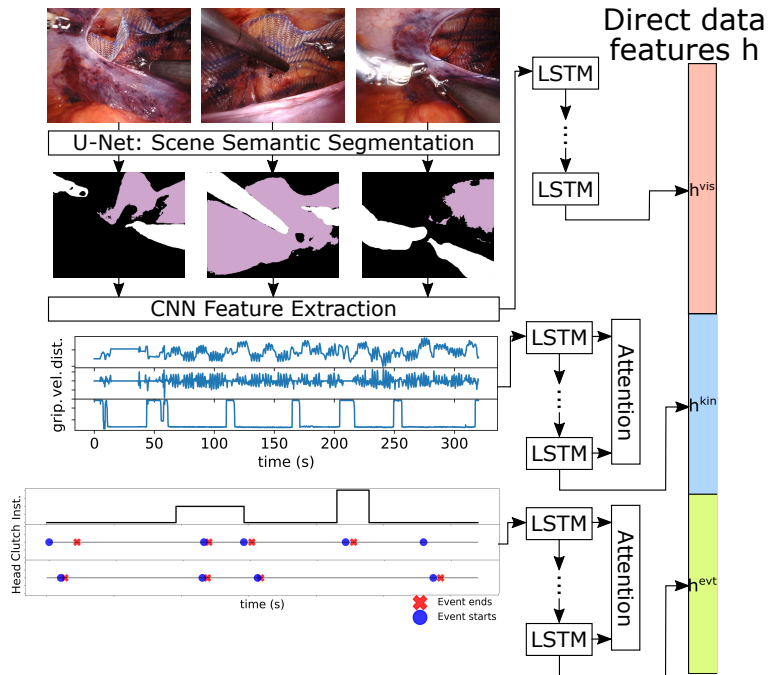 Direct data
features h
LSTM
U-Net: Scene Semantic Segmentation
LSTM
h^vis
CNN Feature Extraction
LSTM
Attention
grip. vel. dist.
h^kin
0 50 100 150 200 250 300
time (s)
LSTM
Head Clutch Inst.
LSTM
Attention
h^evt
time (s)
Event ends
Event starts
LSTM